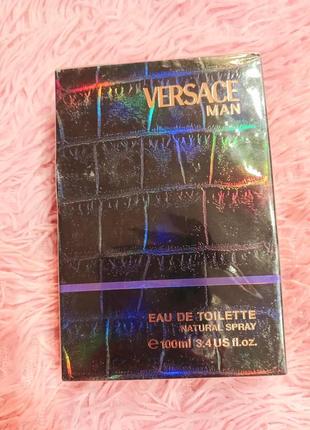 VERSACE
MAN
EAU DE TOILETTE
NATURAL SPRAY
e 100ml 3.4 US fl.oz.